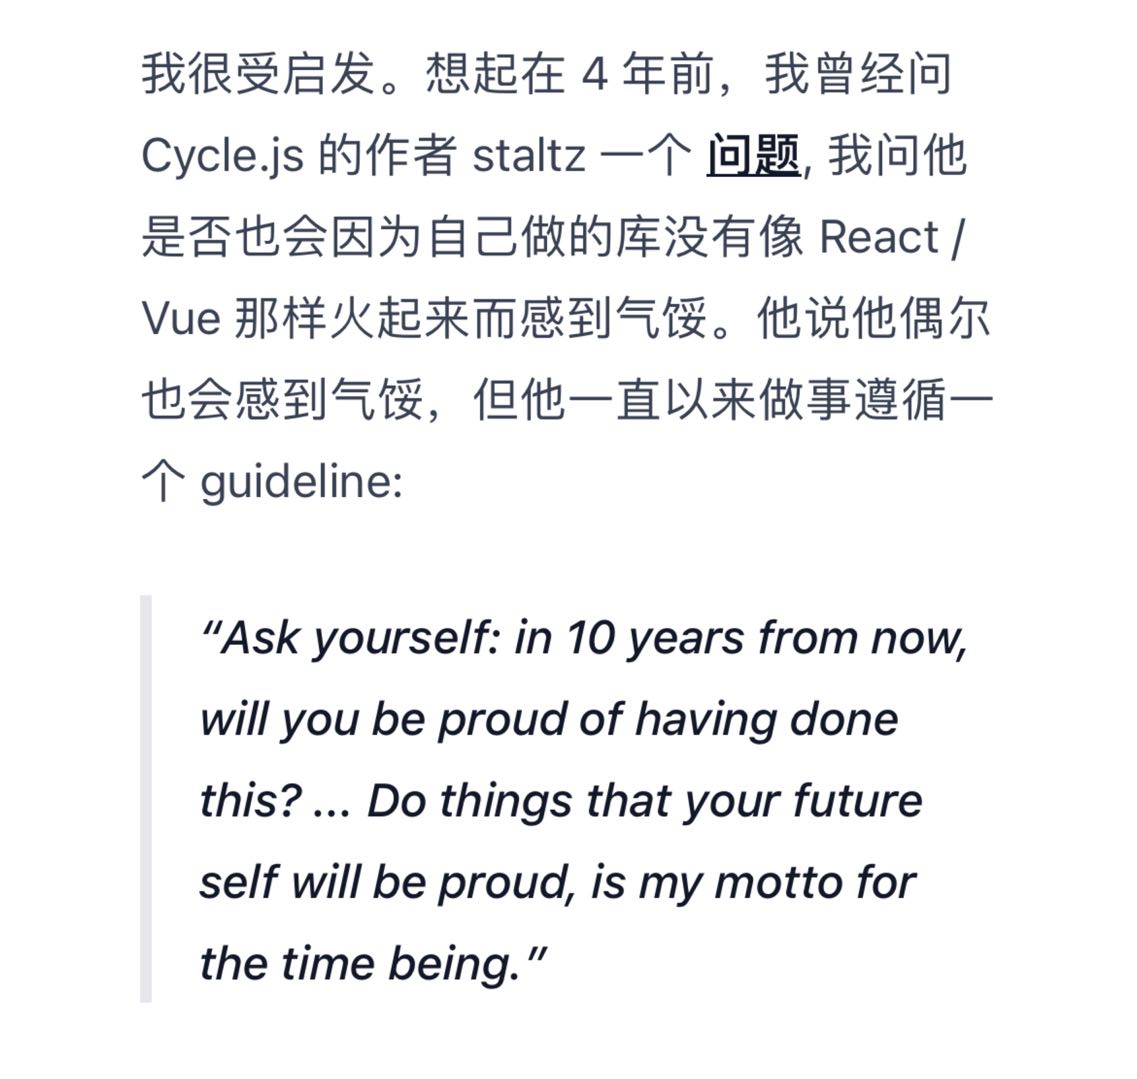 我很受启发。想起在 4 年前，我曾经问
Cycle.js 的作者 staltz 一个 问题, 我问他
是否也会因为自己做的库没有像 React /
Vue 那样火起来而感到气馁。他说他偶尔
也会感到气馁，但他一直以来做事遵循一
个 guideline:
“Ask yourself: in 10 years from now,
will you be proud of having done
this? ... Do things that your future
self will be proud, is my motto for
the time being.”